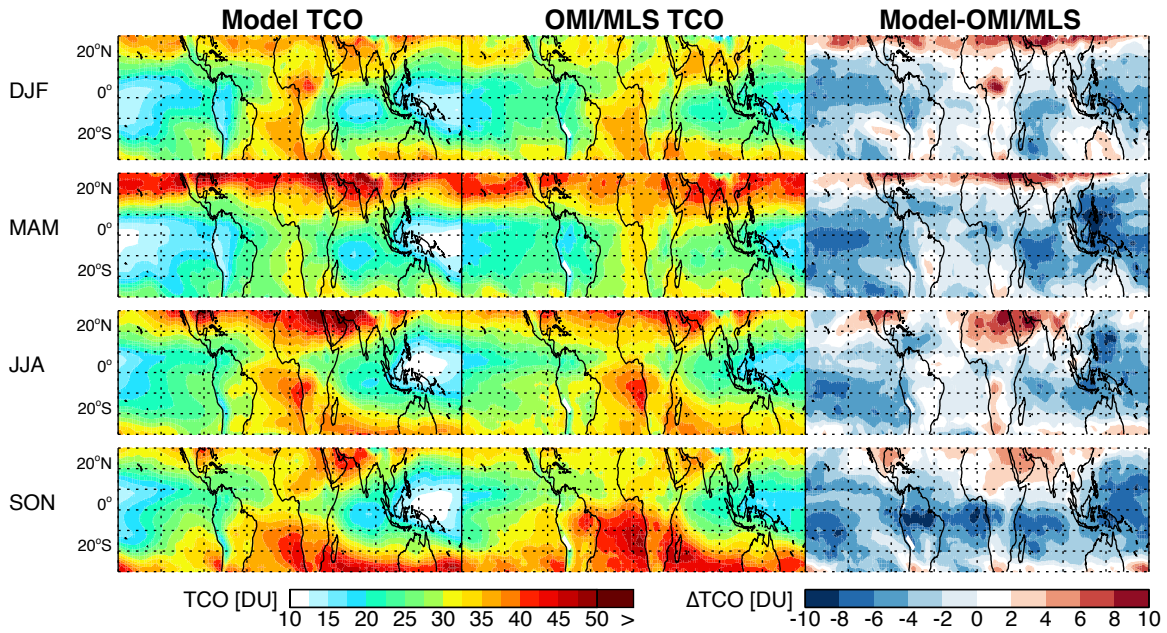 Model TCO OMI/MLS TCO Model-OMI/MLS
DJF
20°N
0°
20°S
MAM
20°N
0°
20°S
JJA
20°N
0°
20°S
SON
20°N
0°
20°S
TCO [DU] 10 15 20 25 30 35 40 45 50 >
ΔTCO [DU] -10 -8 -6 -4 -2 0 2 4 6 8 10